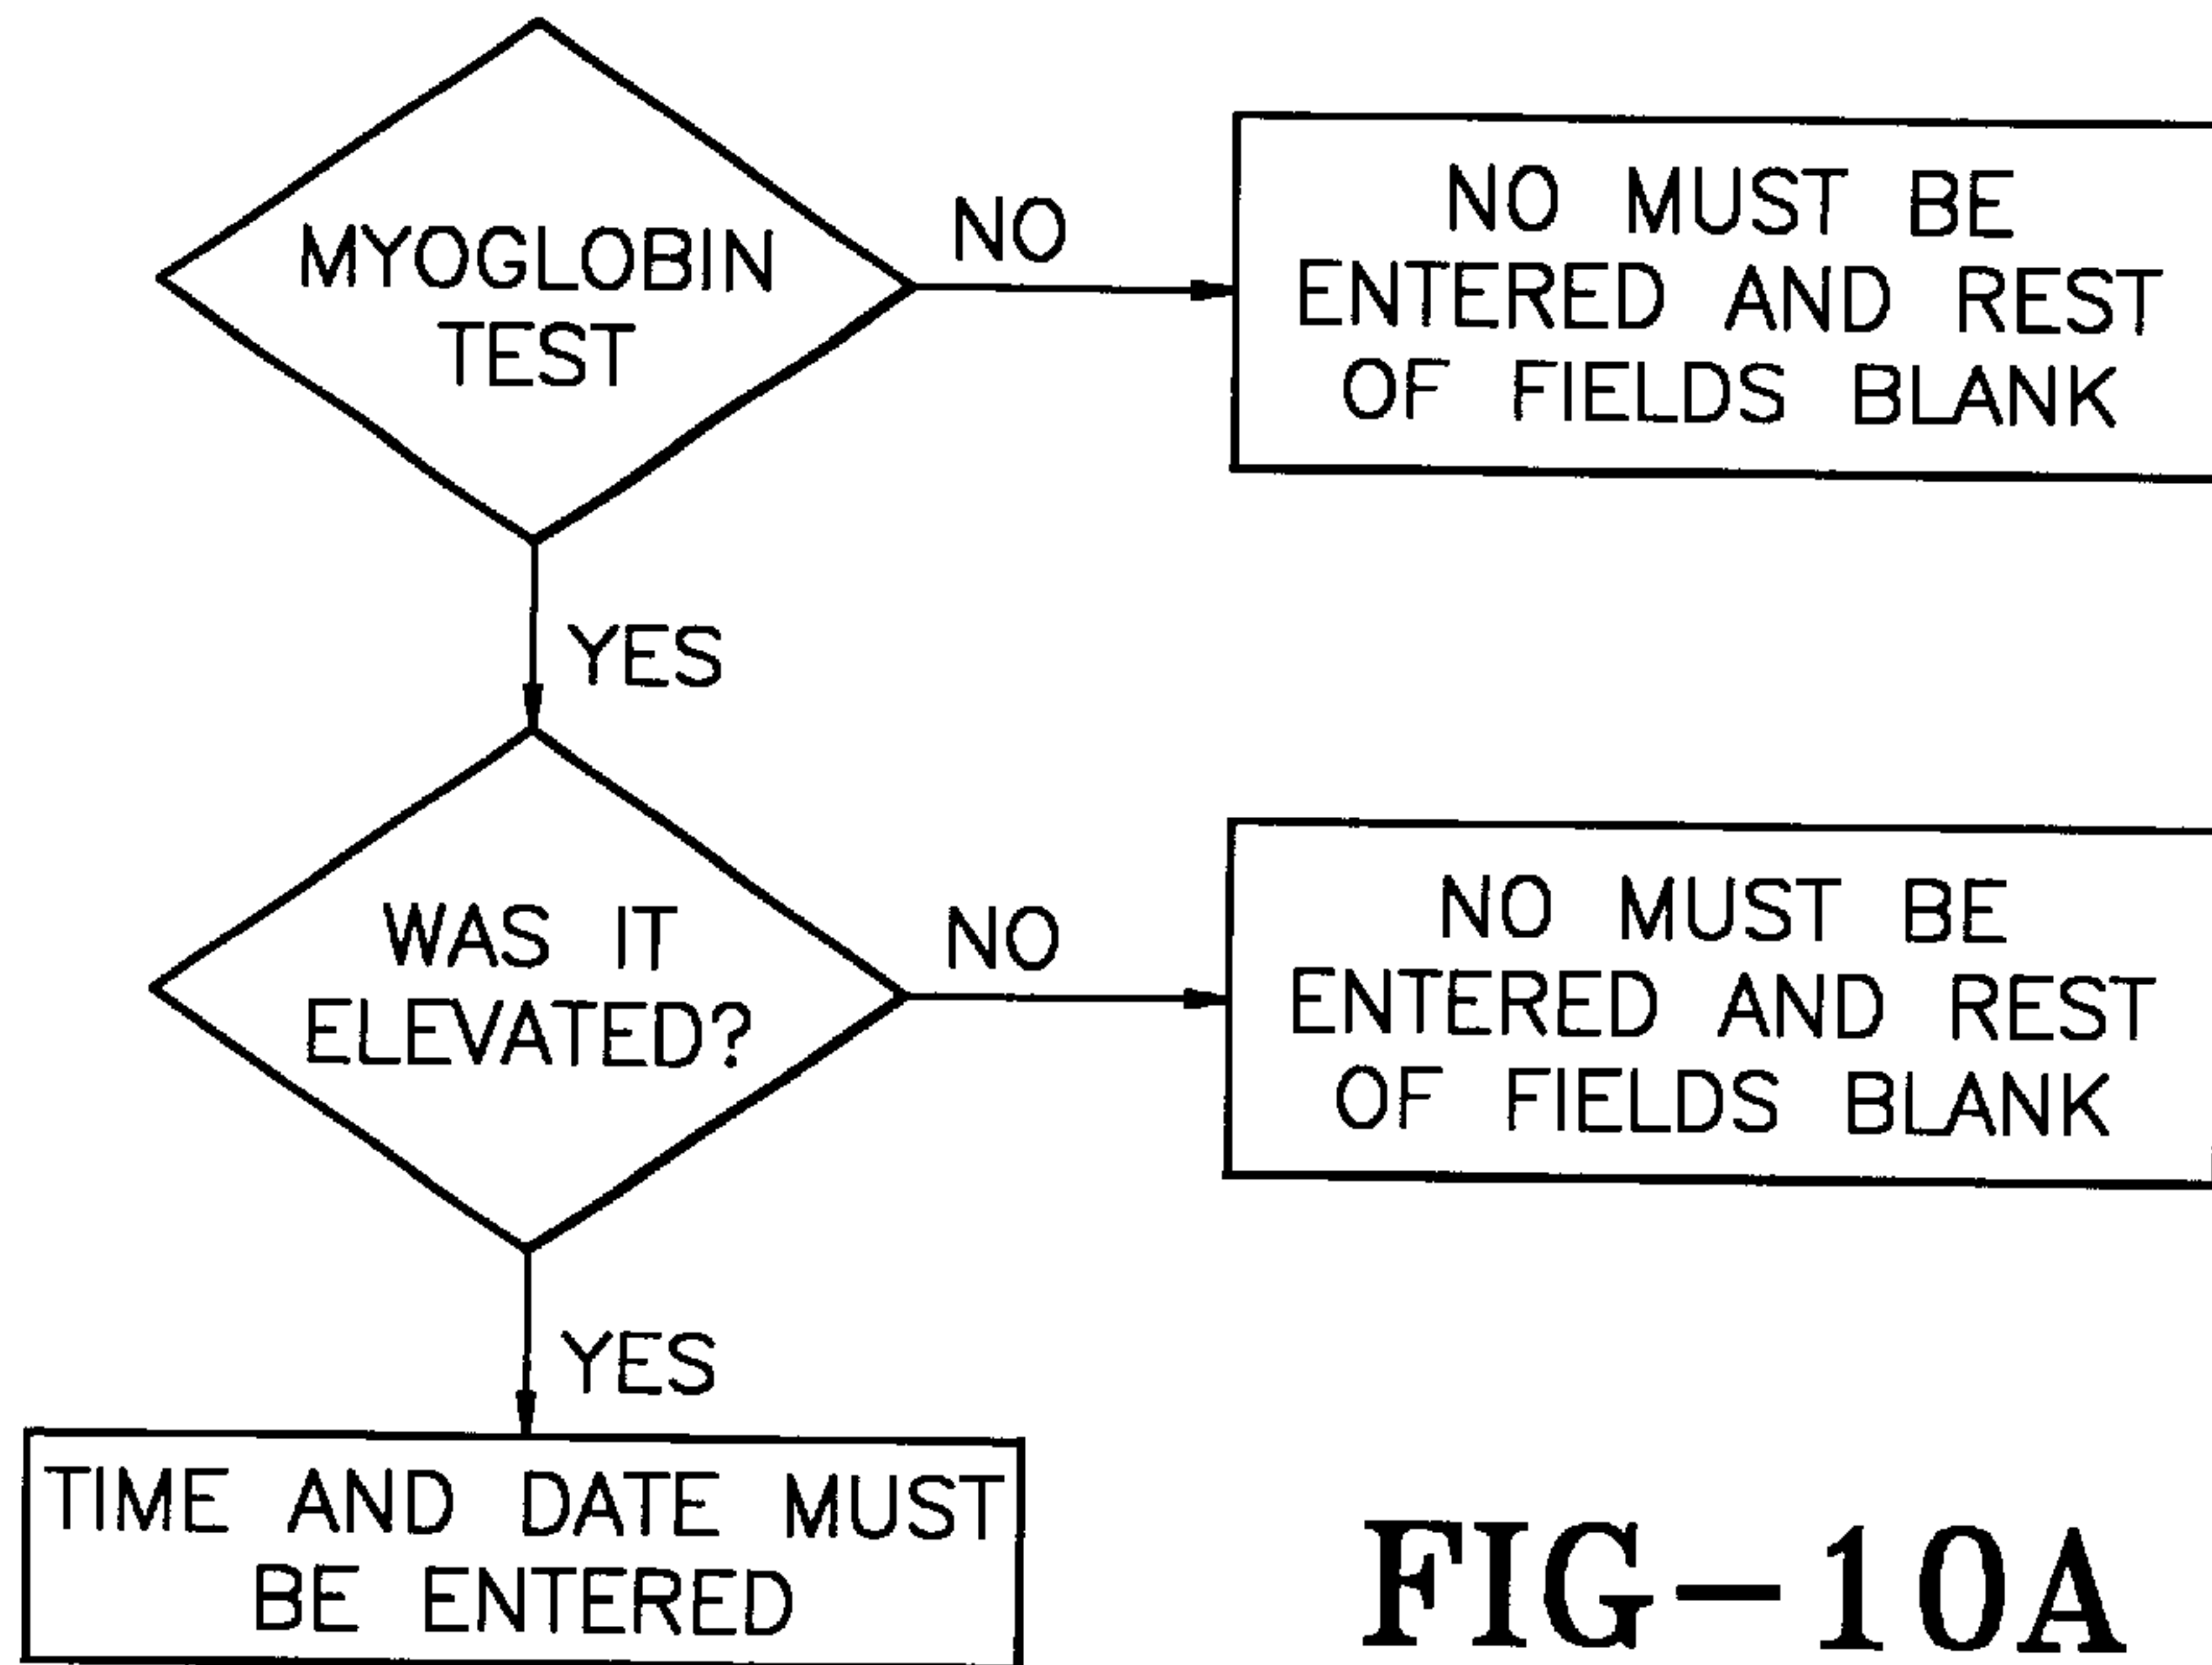 MYOGLOBIN
TEST
NO
NO MUST BE
ENTERED AND REST
OF FIELDS BLANK
YES
WAS IT
ELEVATED?
NO
NO MUST BE
ENTERED AND REST
OF FIELDS BLANK
YES
TIME AND DATE MUST
BE ENTERED
FIG-10A